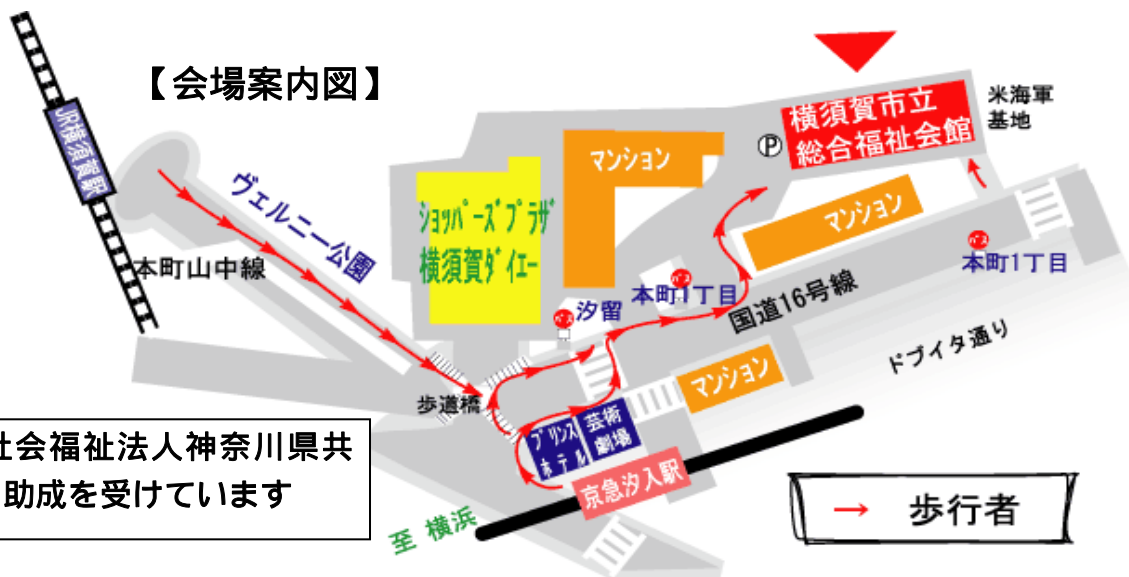 【会場案内図】
JR横須賀駅
本町山中線
ヴェルニー公園
ショッパーズプラザ
横須賀ダイエー
マンション
横須賀市立
総合福祉会館
Ⓟ
米海軍
基地
マンション
バス
本町1丁目
バス
本町1丁目
バス
汐留
国道16号線
ドブイタ通り
マンション
歩道橋
プリンス
ホテル
芸術
劇場
京急汐入駅
至 横浜
社会福祉法人神奈川県共
助成を受けています
→ 歩行者